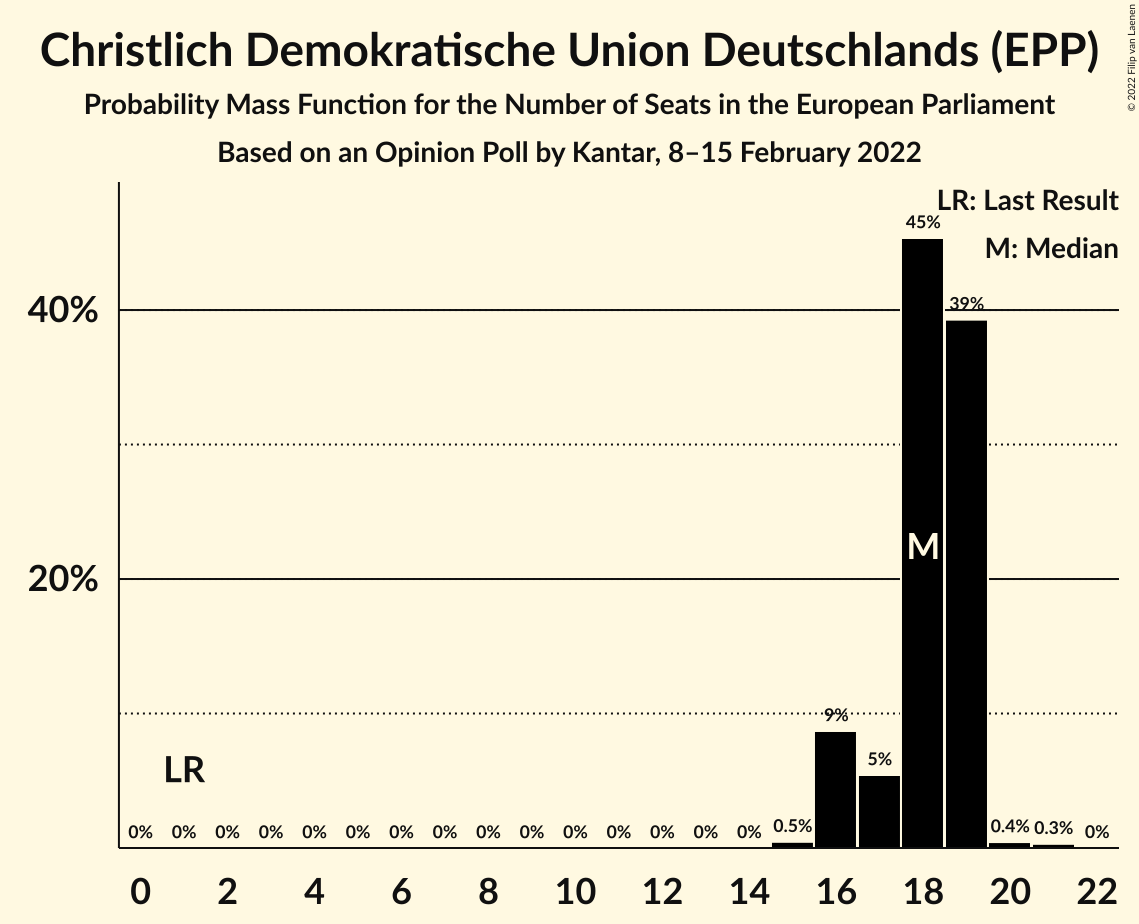 Christlich Demokratische Union Deutschlands (EPP)
Probability Mass Function for the Number of Seats in the European Parliament
Based on an Opinion Poll by Kantar, 8–15 February 2022
© 2022 Filip van Laenen
LR: Last Result
M: Median
45%
39%
40%
M
20%
9%
5%
LR
0% 0% 0% 0% 0% 0% 0% 0% 0% 0% 0% 0% 0% 0% 0% 0.5% 0.4% 0.3% 0%
0 2 4 6 8 10 12 14 16 18 20 22